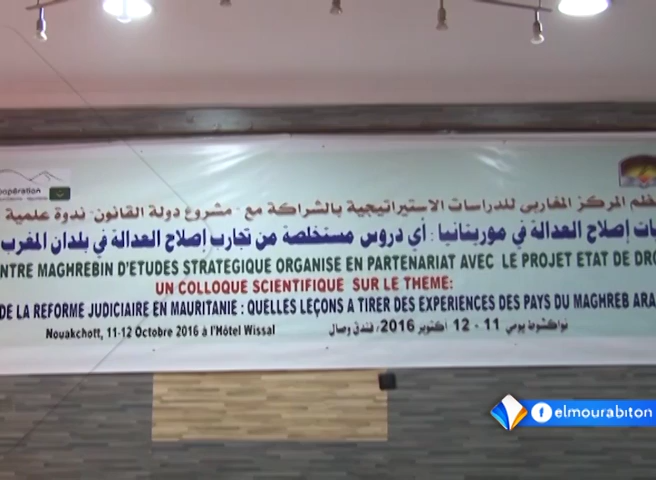 opération
المركز المغاربي للدراسات الاستيراتيجية بالشراكة مع " مشروع دولة القانون" ندوة علمية
إصلاح العدالة في موريتانيا : أي دروس مستخلصة من تجارب إصلاح العدالة في بلدان المغرب
NTRE MAGHREBIN D'ETUDES STRATEGIQUE ORGANISE EN PARTENARIAT AVEC LE PROJET ETAT DE DRO
UN COLLOQUE SCIENTIFIQUE SUR LE THEME:
DE LA REFORME JUDICIAIRE EN MAURITANIE : QUELLES LEÇONS A TIRER DES EXPERIENCES DES PAYS DU MAGHREB ARA
Nouakchott, 11-12 Octobre 2016 à l'Hôtel Wissal
نواكشوط يومي 11 - 12 أكتوبر 2016/ فندق وصال
f elmourabiton